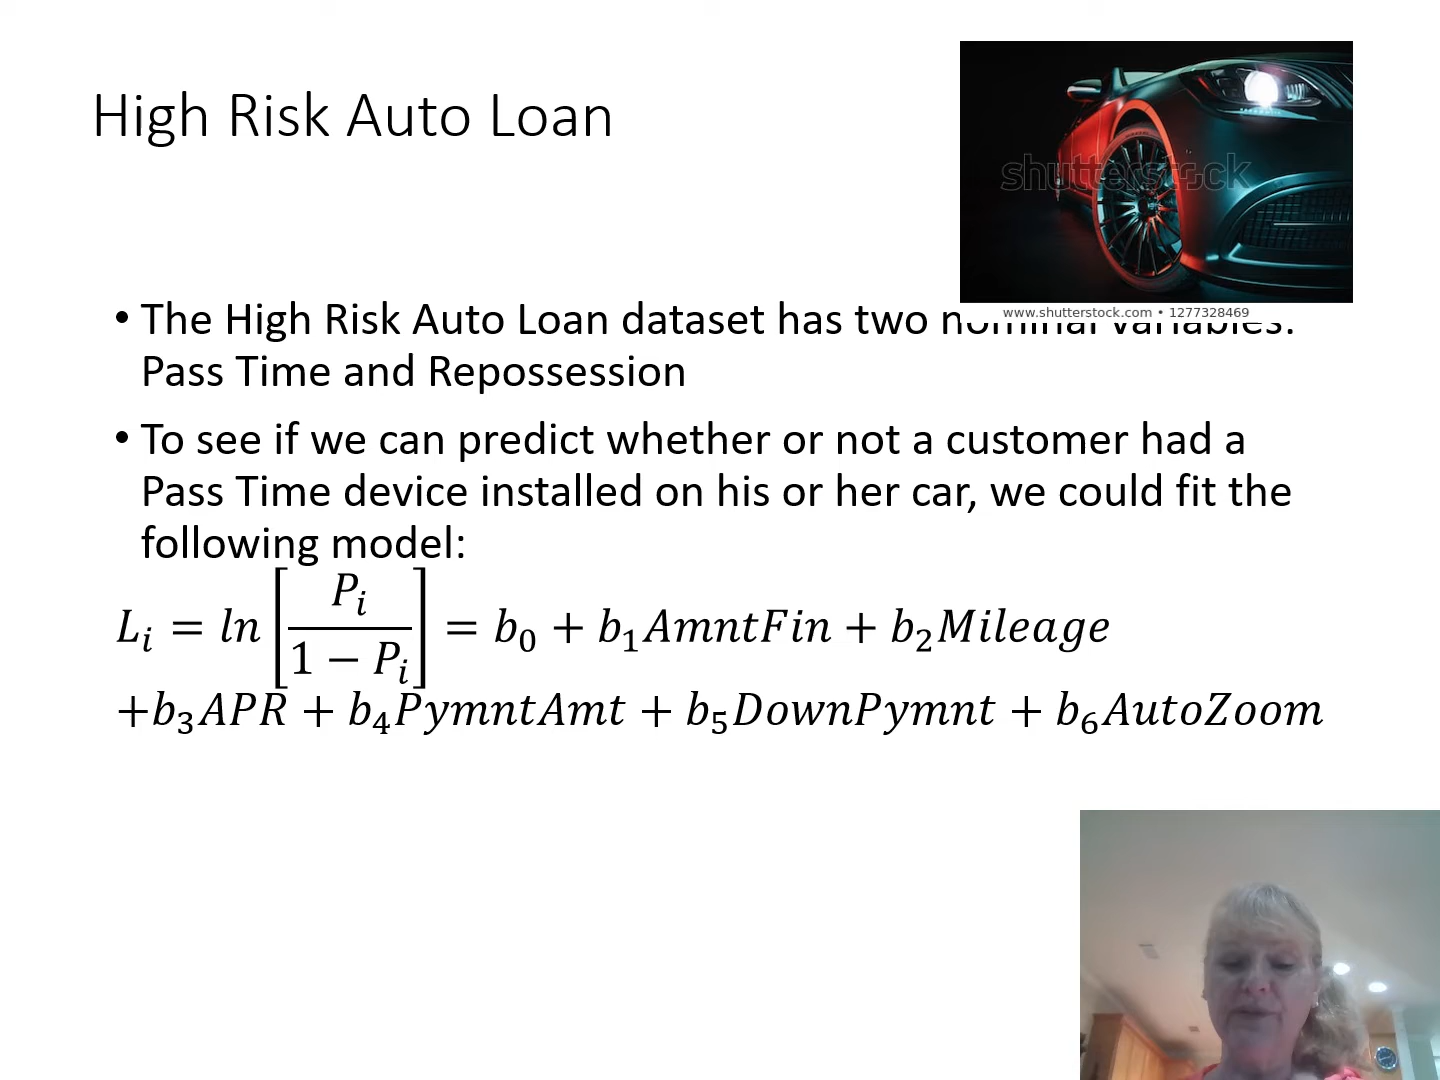 High Risk Auto Loan
shutterstock
www.shutterstock.com • 1277328469
• The High Risk Auto Loan dataset has two nominal variables:
Pass Time and Repossession
• To see if we can predict whether or not a customer had a
Pass Time device installed on his or her car, we could fit the
following model:
L_i = ln[P_i / (1 − P_i)] = b_0 + b_1AmntFin + b_2Mileage
+b_3APR + b_4PymntAmt + b_5DownPymnt + b_6AutoZoom